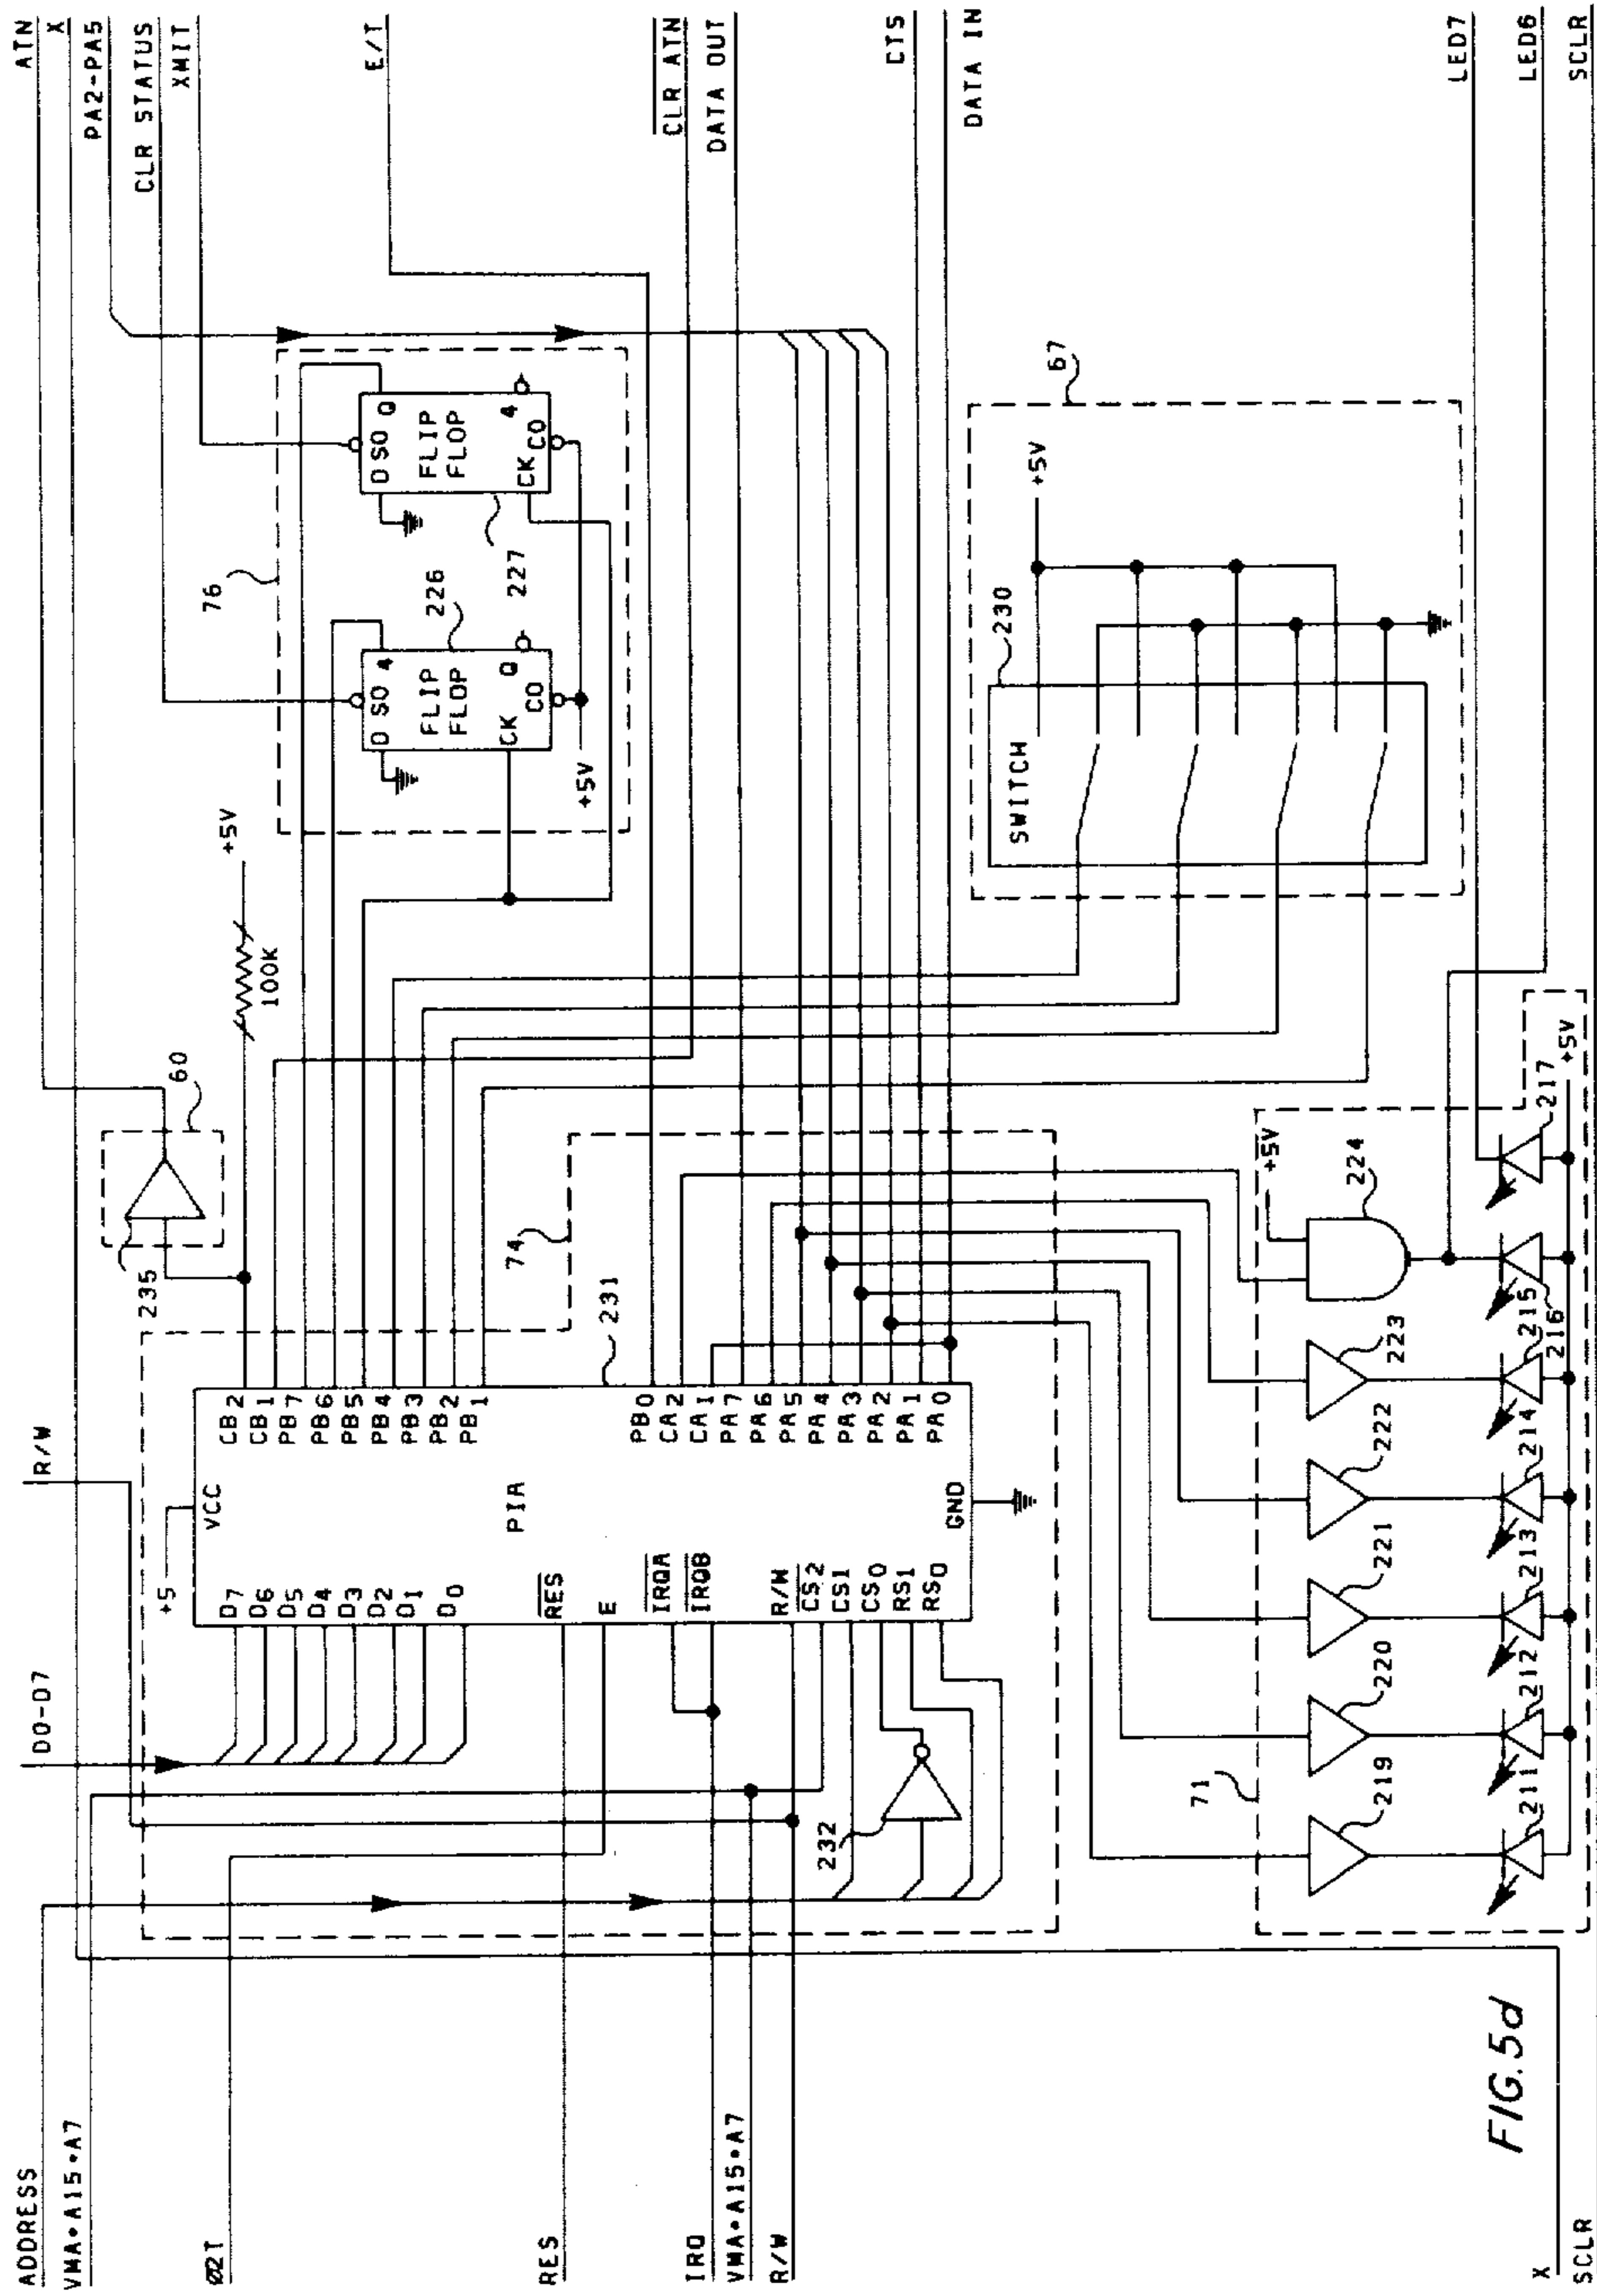 ADDRESS
VMA•A15•A7
Ø2T
RES
IRQ
VMA•A15•A7
R/W
X
SCLR
D0-D7
R/W
ATN
X
PA2-PA5
CLR STATUS
XMIT
E/T
CLR ATN
DATA OUT
CTS
DATA IN
LED7
LED6
SCLR
+5
VCC
D7
D6
D5
D4
D3
D2
D1
D0
RES
E
IRQA
IRQB
R/W
CS2
CS1
CS0
RS1
RS0
PIA
GND
CB2
CB1
PB7
PB6
PB5
PB4
PB3
PB2
PB1
PB0
CA2
CA1
PA7
PA6
PA5
PA4
PA3
PA2
PA1
PA0
231
74
232
235
60
100K
+5V
76
D SO 4
FLIP
FLOP
CK
Q
CO
226
+5V
D SO Q
FLIP
FLOP
CK
4
CO
227
67
+5V
230
SWITCH
71
219
220
221
222
223
224
+5V
211
212
213
214
215
216
217
+5V
FIG. 5d